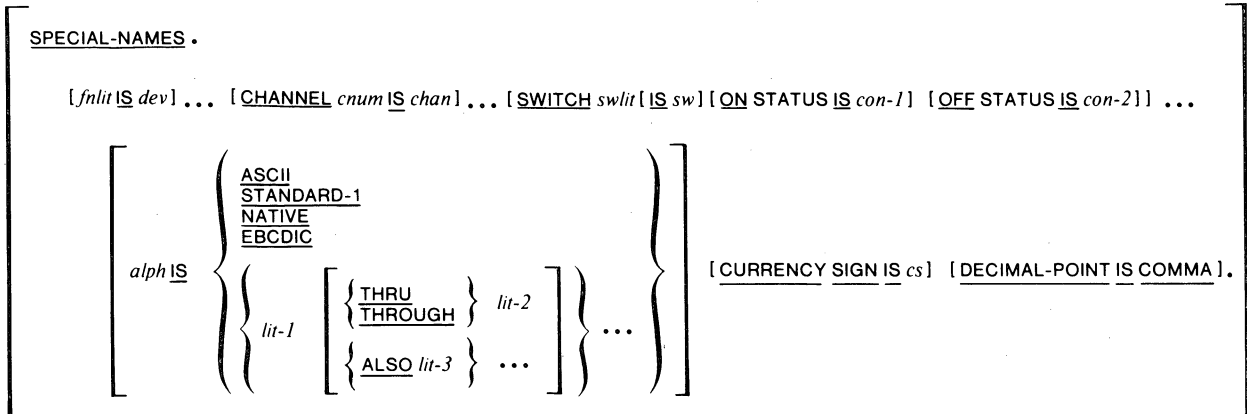 SPECIAL-NAMES.
[fnlit IS dev] ... [CHANNEL cnum IS chan] ... [SWITCH swlit [IS sw] [ON STATUS IS con-1] [OFF STATUS IS con-2]] ...
ASCII
STANDARD-1
NATIVE
EBCDIC
alph IS
[CURRENCY SIGN IS cs] [DECIMAL-POINT IS COMMA].
lit-1
THRU
THROUGH
lit-2
...
ALSO lit-3 ...